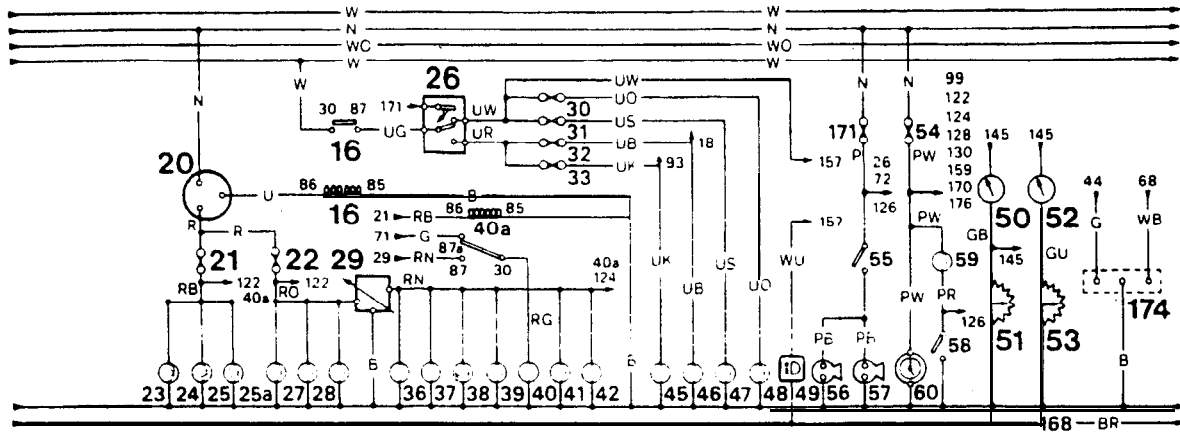 W W
N N
WO WO
W W
N W 26 UW N N 99
30 87 171 UW UO 30 122
UG UR US 31 171 54 124
16 UB 32 18 P PW 128
20 UK 33 93 157 26 130 145 145
72 159
86 85 B 126 170 44 68
U 16 176
R R 21 RB 86 85 157 PW 50 52 G WB
40a
71 G 87a GB
21 22 29 29 RN 87 30 WU 55 59 145 GU
RB 122 RO 122 RN 40a UK US PW PR 174
40a 124 UB UO 126
RG PB PB 58 51 53 B
B B
23 24 25 25a 27 28 36 37 38 39 40 41 42 45 46 47 48 49 56 57 60
168 BR